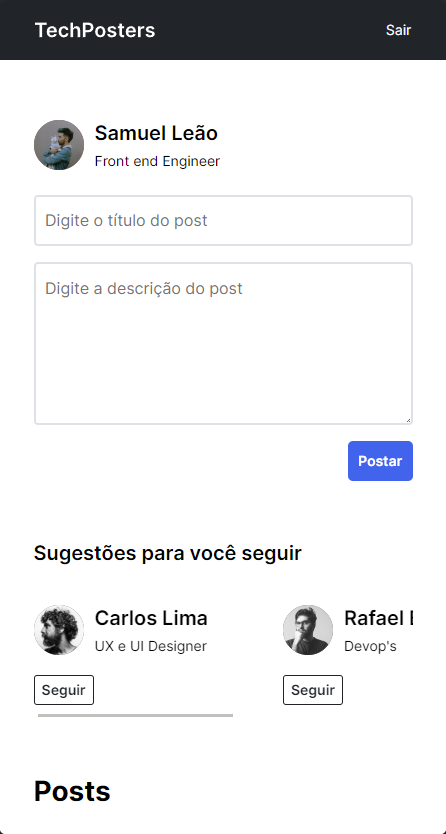 TechPosters
Sair
Samuel Leão
Front end Engineer
Digite o título do post
Digite a descrição do post
Postar
Sugestões para você seguir
Carlos Lima
UX e UI Designer
Seguir
Rafael
Devop's
Seguir
Posts